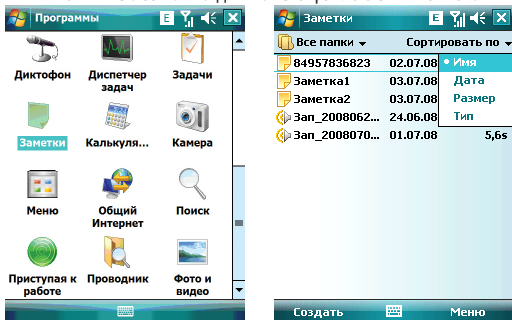 Программы
E
Диктофон Диспетчер задач Задачи
Заметки Калькуля... Камера
Меню Общий Интернет Поиск
Приступая к работе Проводник Фото и видео
Заметки
E
Все папки Сортировать по
84957836823 02.07.08
Заметка1 03.07.08
Заметка2 03.07.08
Зап_2008062... 24.06.08
Зап_2008070... 01.07.08 5,6s
Имя
Дата
Размер
Тип
Создать Меню